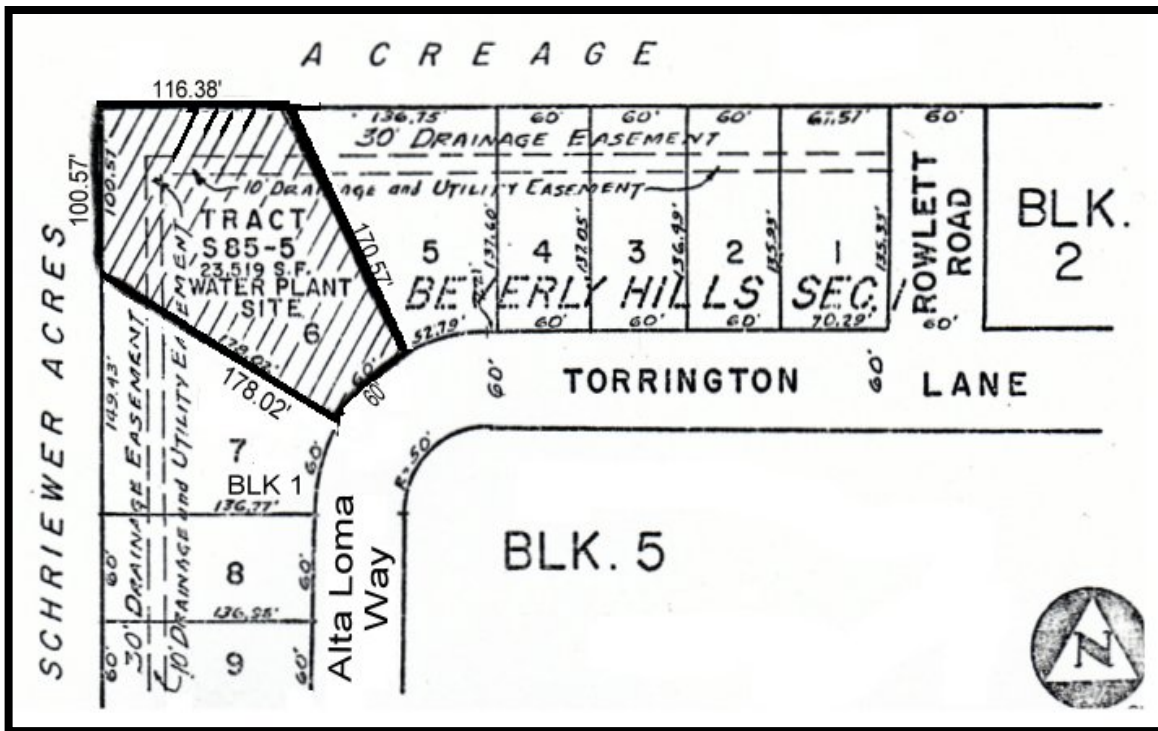 A C R E A G E
116.38'
136.75'
60'
60'
60'
67.57'
60'
30' DRAINAGE EASEMENT
10' DRAINAGE and UTILITY EASEMENT
100.57'
100.57'
TRACT
S85-5
23,519 S.F.
WATER PLANT
SITE
6
170.57'
178.02'
178.02'
60'
60'
5
137.60'
4
137.05'
3
136.49'
2
135.93'
1
135.33'
BEVERLY HILLS SEC. 1
52.79'
60'
60'
60'
70.29'
60'
ROWLETT
ROAD
BLK.
2
SCHRIEWER ACRES
60'
TORRINGTON
60'
LANE
149.43'
30' DRAINAGE EASEMENT
10' DRAINAGE and UTILITY EASEMENT
7
BLK 1
60'
136.77'
R=50'
8
60'
60'
136.95'
9
60'
60'
Alta Loma
Way
BLK. 5
N